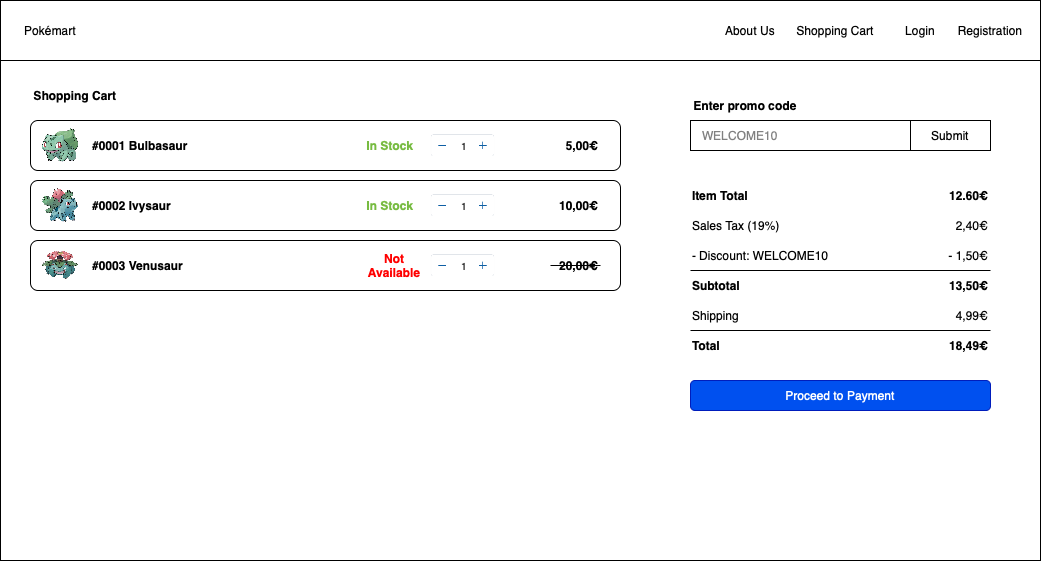 Pokémart
About Us Shopping Cart Login Registration
Shopping Cart
#0001 Bulbasaur In Stock − 1 + 5,00€
#0002 Ivysaur In Stock − 1 + 10,00€
#0003 Venusaur Not Available − 1 + 20,00€
Enter promo code
WELCOME10 Submit
Item Total 12.60€
Sales Tax (19%) 2,40€
- Discount: WELCOME10 - 1,50€
Subtotal 13,50€
Shipping 4,99€
Total 18,49€
Proceed to Payment